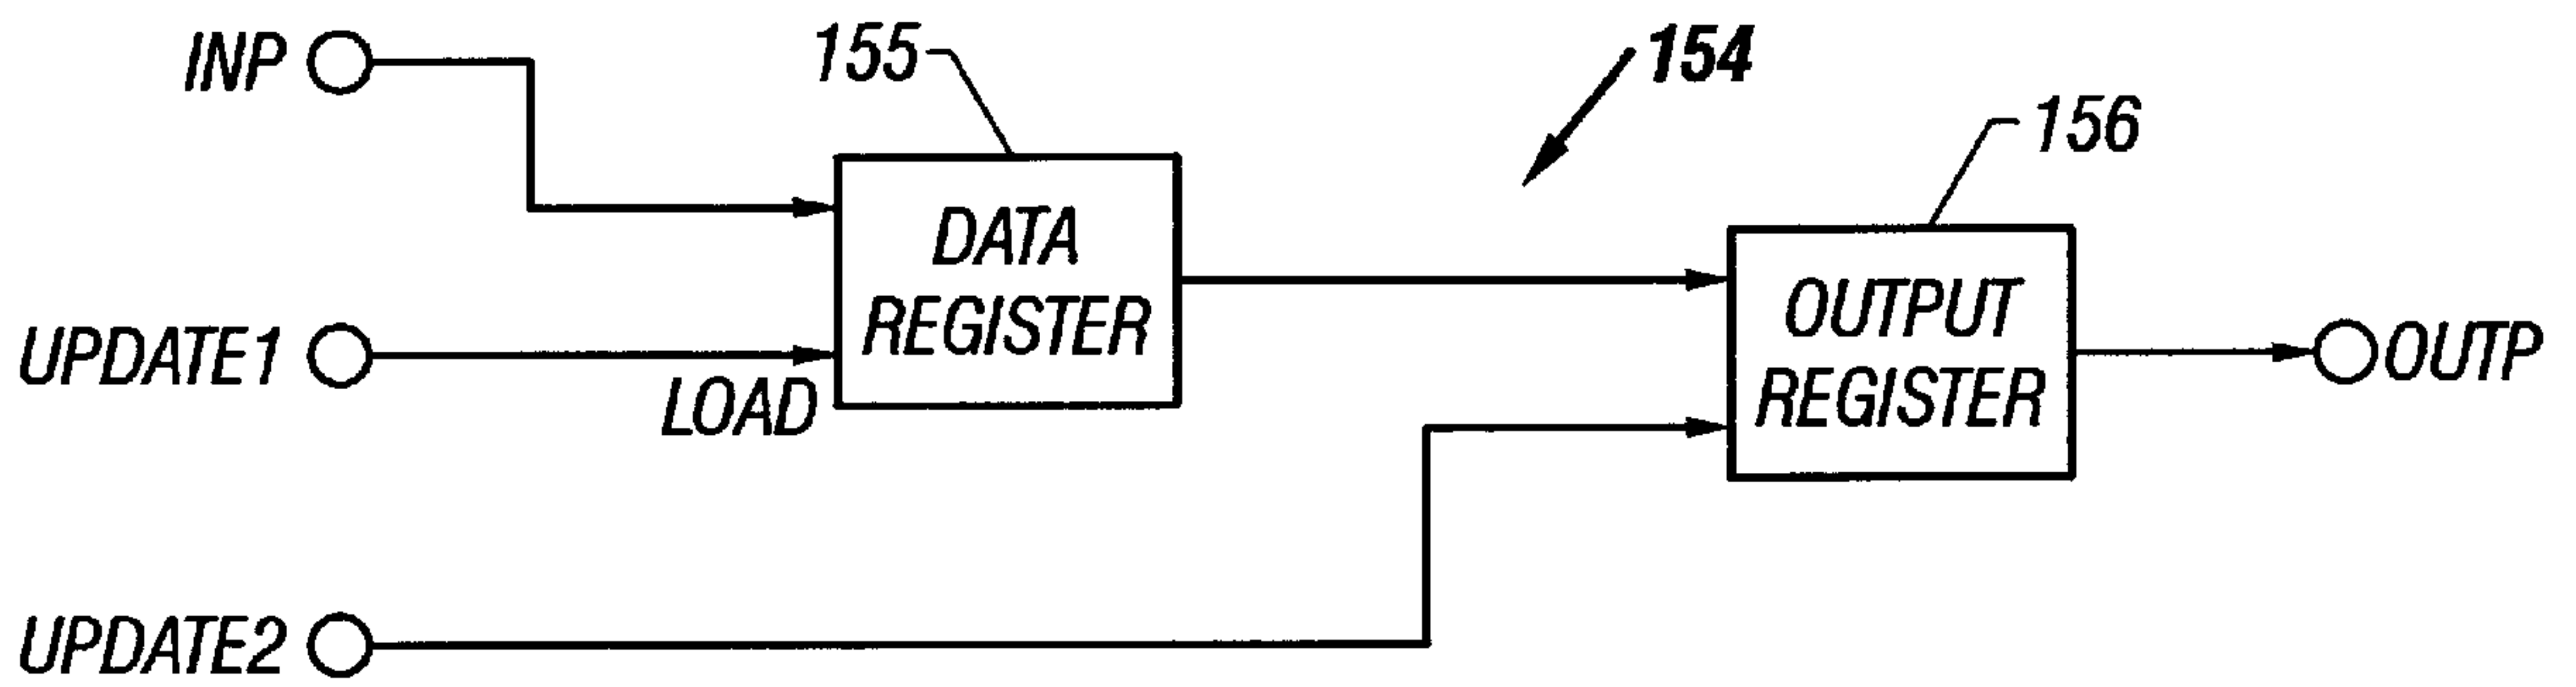 INP
155
154
156
DATA
REGISTER
OUTPUT
REGISTER
UPDATE1
LOAD
OUTP
UPDATE2